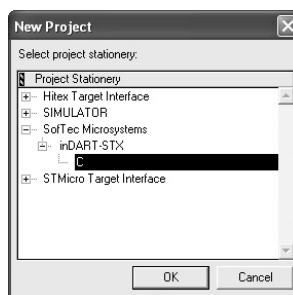 New Project
Select project stationery:
Project Stationery
Hitex Target Interface
SIMULATOR
SofTec Microsystems
inDART-STX
C
STMicro Target Interface
OK Cancel